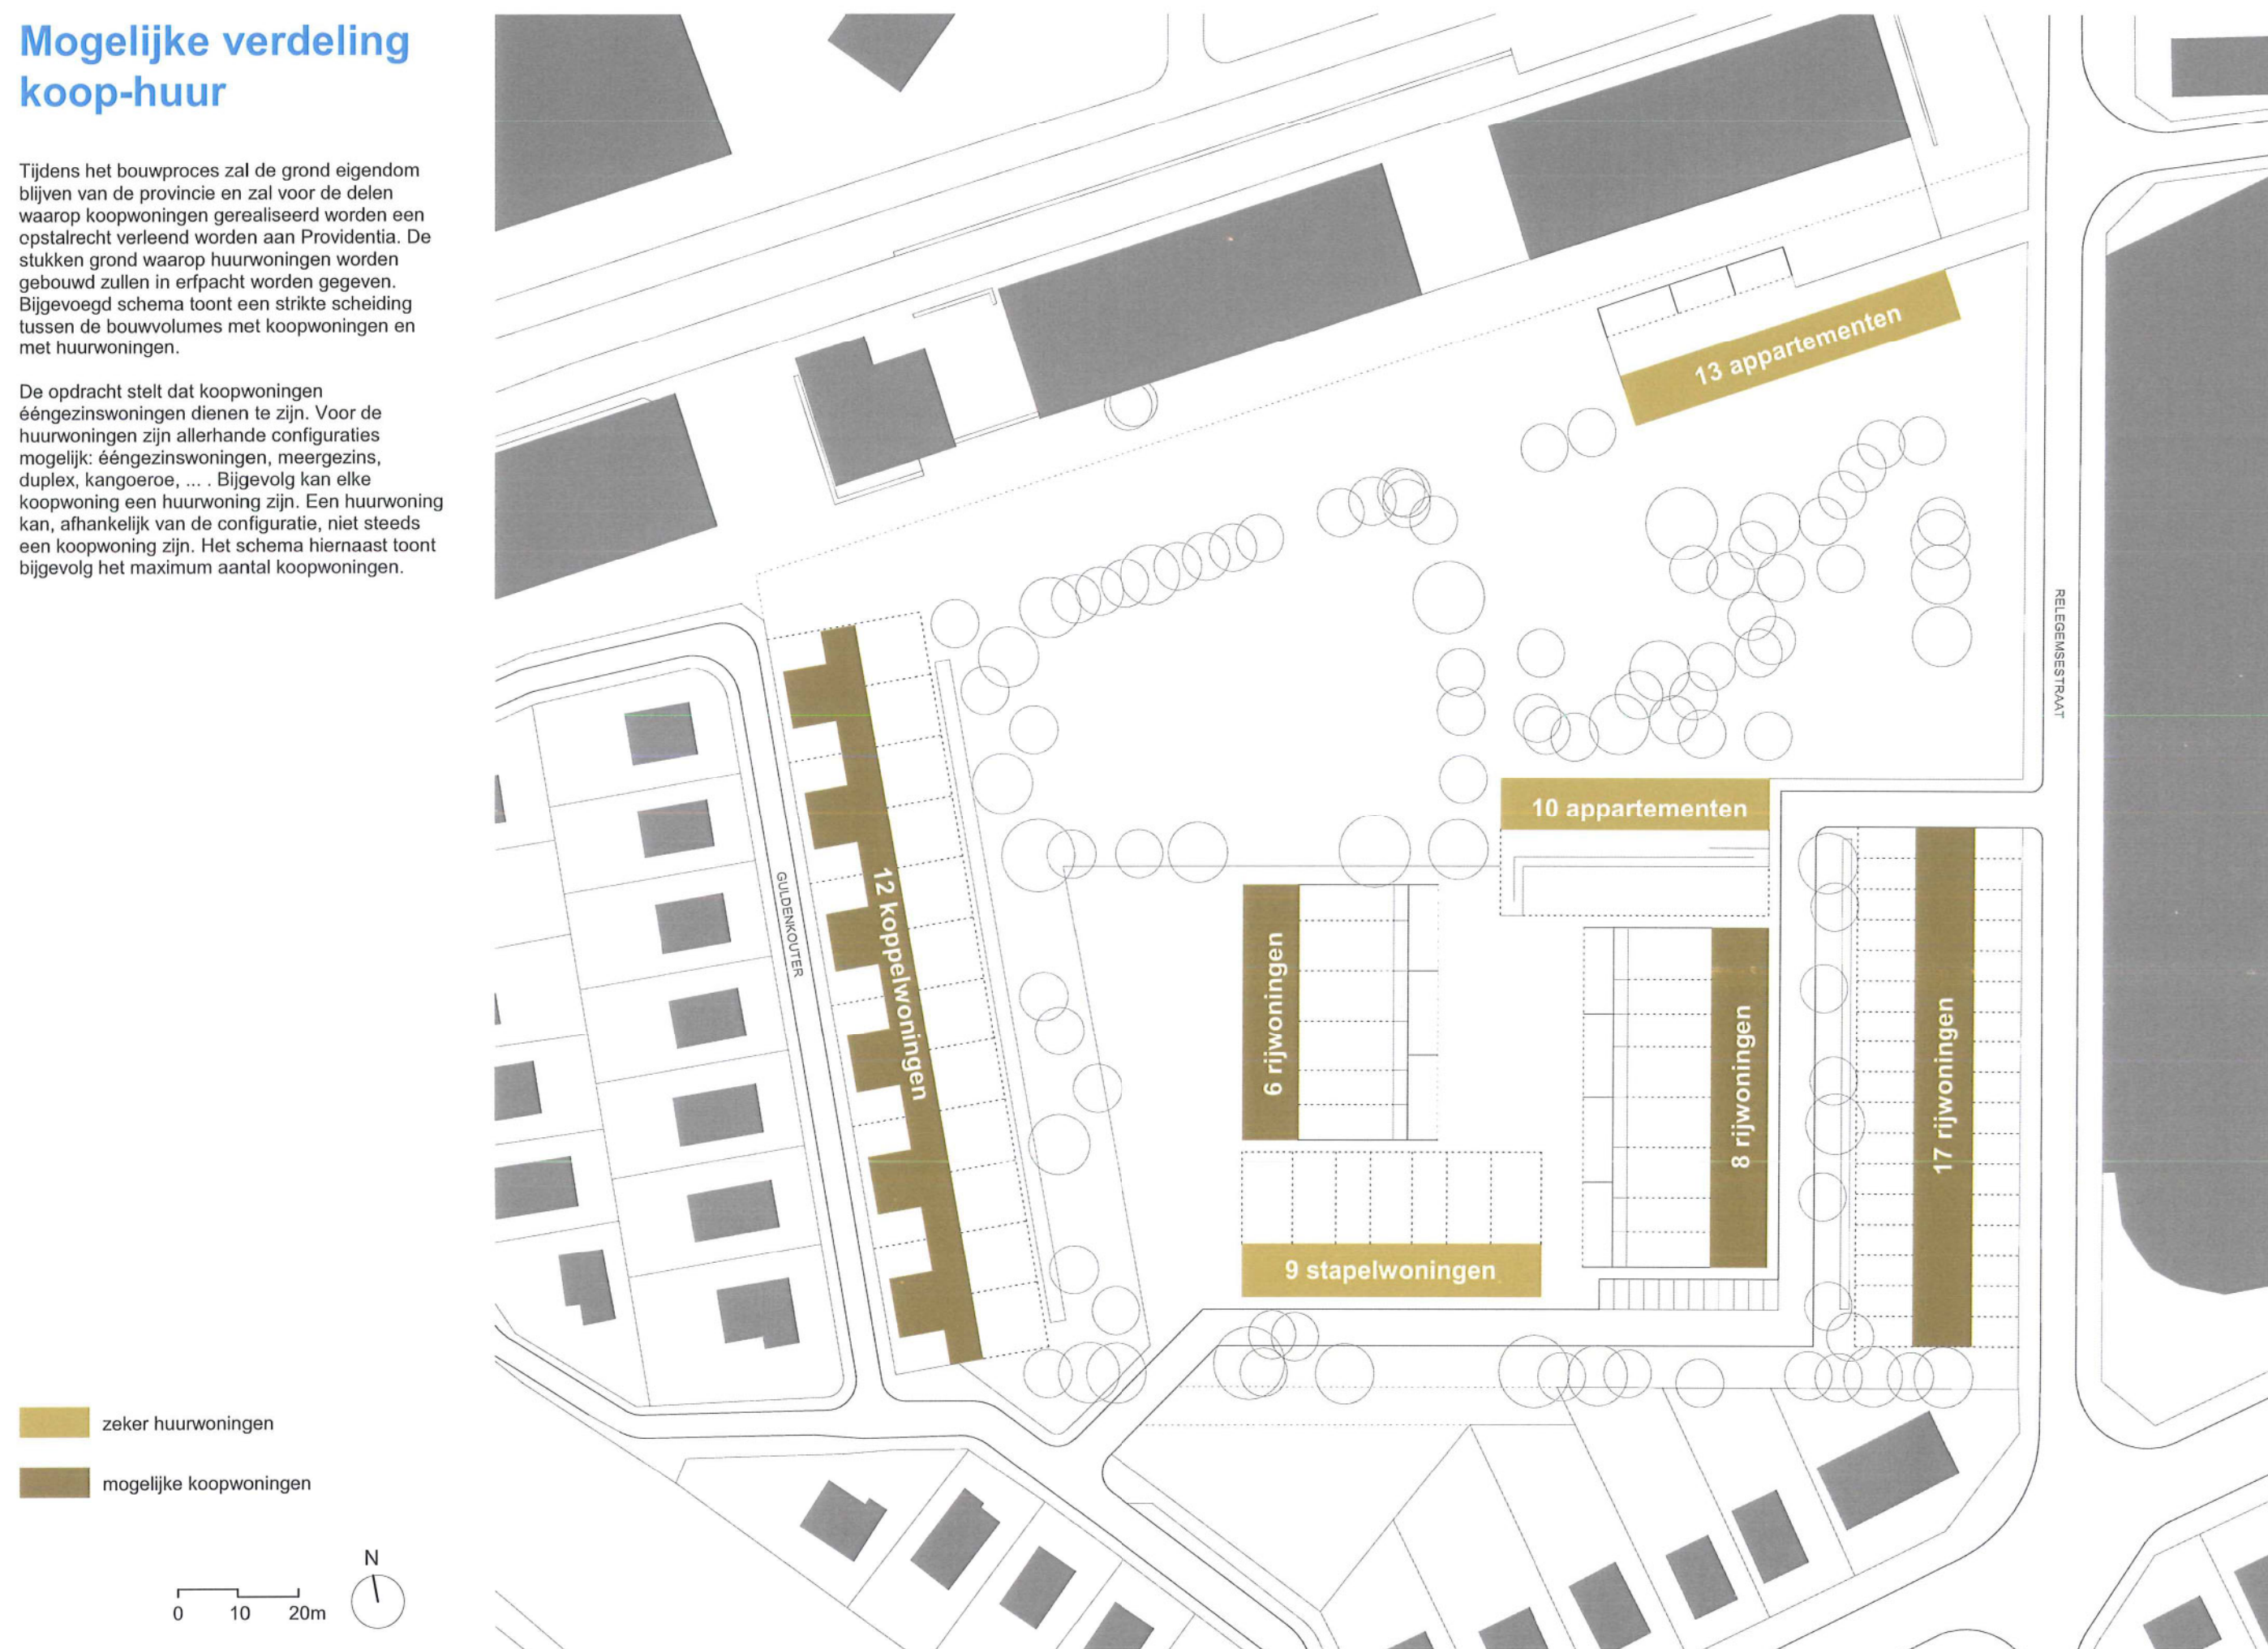 Mogelijke verdeling
koop-huur
Tijdens het bouwproces zal de grond eigendom
blijven van de provincie en zal voor de delen
waarop koopwoningen gerealiseerd worden een
opstalrecht verleend worden aan Providentia. De
stukken grond waarop huurwoningen worden
gebouwd zullen in erfpacht worden gegeven.
Bijgevoegd schema toont een strikte scheiding
tussen de bouwvolumes met koopwoningen en
met huurwoningen.
De opdracht stelt dat koopwoningen
ééngezinswoningen dienen te zijn. Voor de
huurwoningen zijn allerhande configuraties
mogelijk: ééngezinswoningen, meergezins,
duplex, kangoeroe, ... . Bijgevolg kan elke
koopwoning een huurwoning zijn. Een huurwoning
kan, afhankelijk van de configuratie, niet steeds
een koopwoning zijn. Het schema hiernaast toont
bijgevolg het maximum aantal koopwoningen.
13 appartementen
RELEGEMSESTRAAT
10 appartementen
GULDENKOUTER
12 koppelwoningen
6 rijwoningen
8 rijwoningen
17 rijwoningen
9 stapelwoningen
zeker huurwoningen
mogelijke koopwoningen
N
0 10 20m